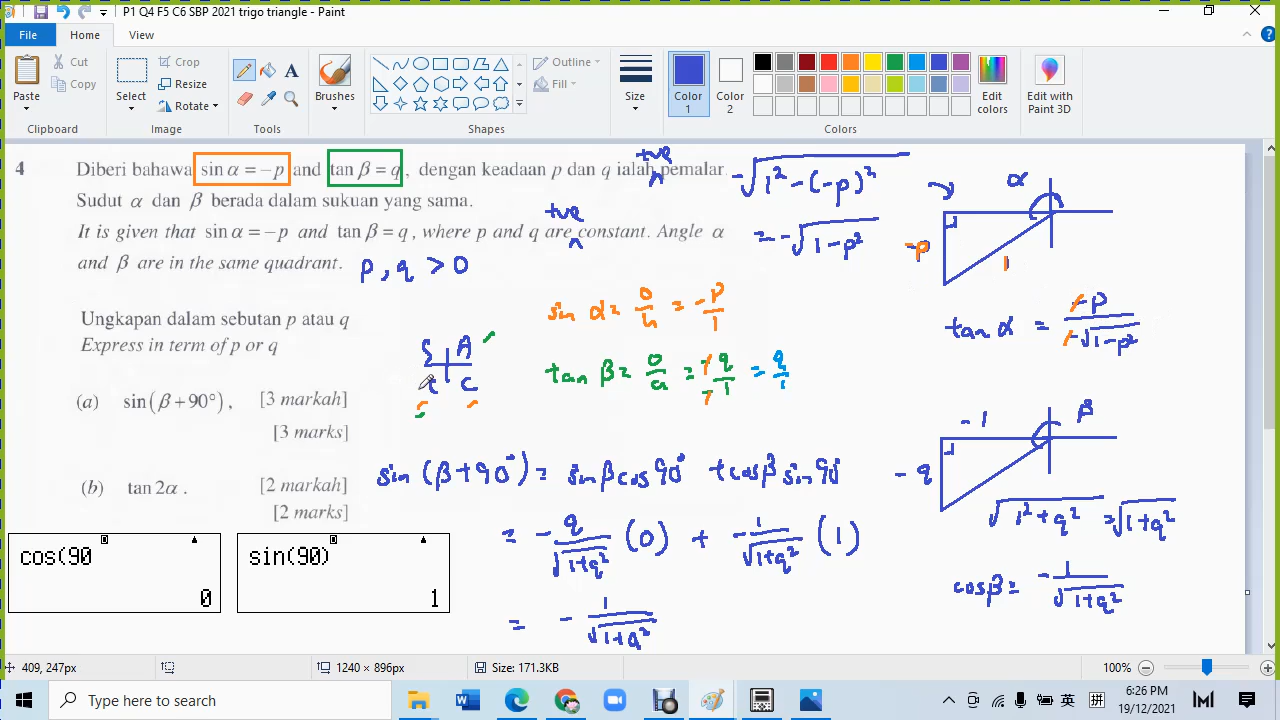 P1 Q4 F5 C6 SBP 2021 trigo triangle - Paint
File Home View
Paste Cut Copy
Select Crop Resize Rotate
Brushes
Outline Fill
Size
Color 1 Color 2
Edit colors
Edit with Paint 3D
Clipboard Image Tools Shapes Colors
4 Diberi bahawa sin α = −p and tan β = q, dengan keadaan p dan q ialah pemalar.
Sudut α dan β berada dalam sukuan yang sama.
It is given that sin α = −p and tan β = q, where p and q are constant. Angle α
and β are in the same quadrant.
p, q > 0
+ve
+ve
−√(1² − (−p)²)
= −√(1 − p²)
α
−p
1
sin α = o/h = −p/1
tan α = −p/−√(1−p²)
Ungkapan dalam sebutan p atau q
Express in term of p or q
S A
T C
tan β = o/a = −q/−1 = q/1
(a) sin(β + 90°), [3 markah]
[3 marks]
−1
β
−q
√(1² + q²) = √(1+q²)
cos β = −1/√(1+q²)
sin(β + 90°) = sin β cos 90° + cos β sin 90°
= −q/√(1+q²) (0) + −1/√(1+q²) (1)
= −1/√(1+q²)
(b) tan 2α. [2 markah]
[2 marks]
cos(90
0
sin(90)
1
409, 247px
1240 × 896px
Size: 171.3KB
100%
Type here to search
英 拼
6:26 PM
19/12/2021